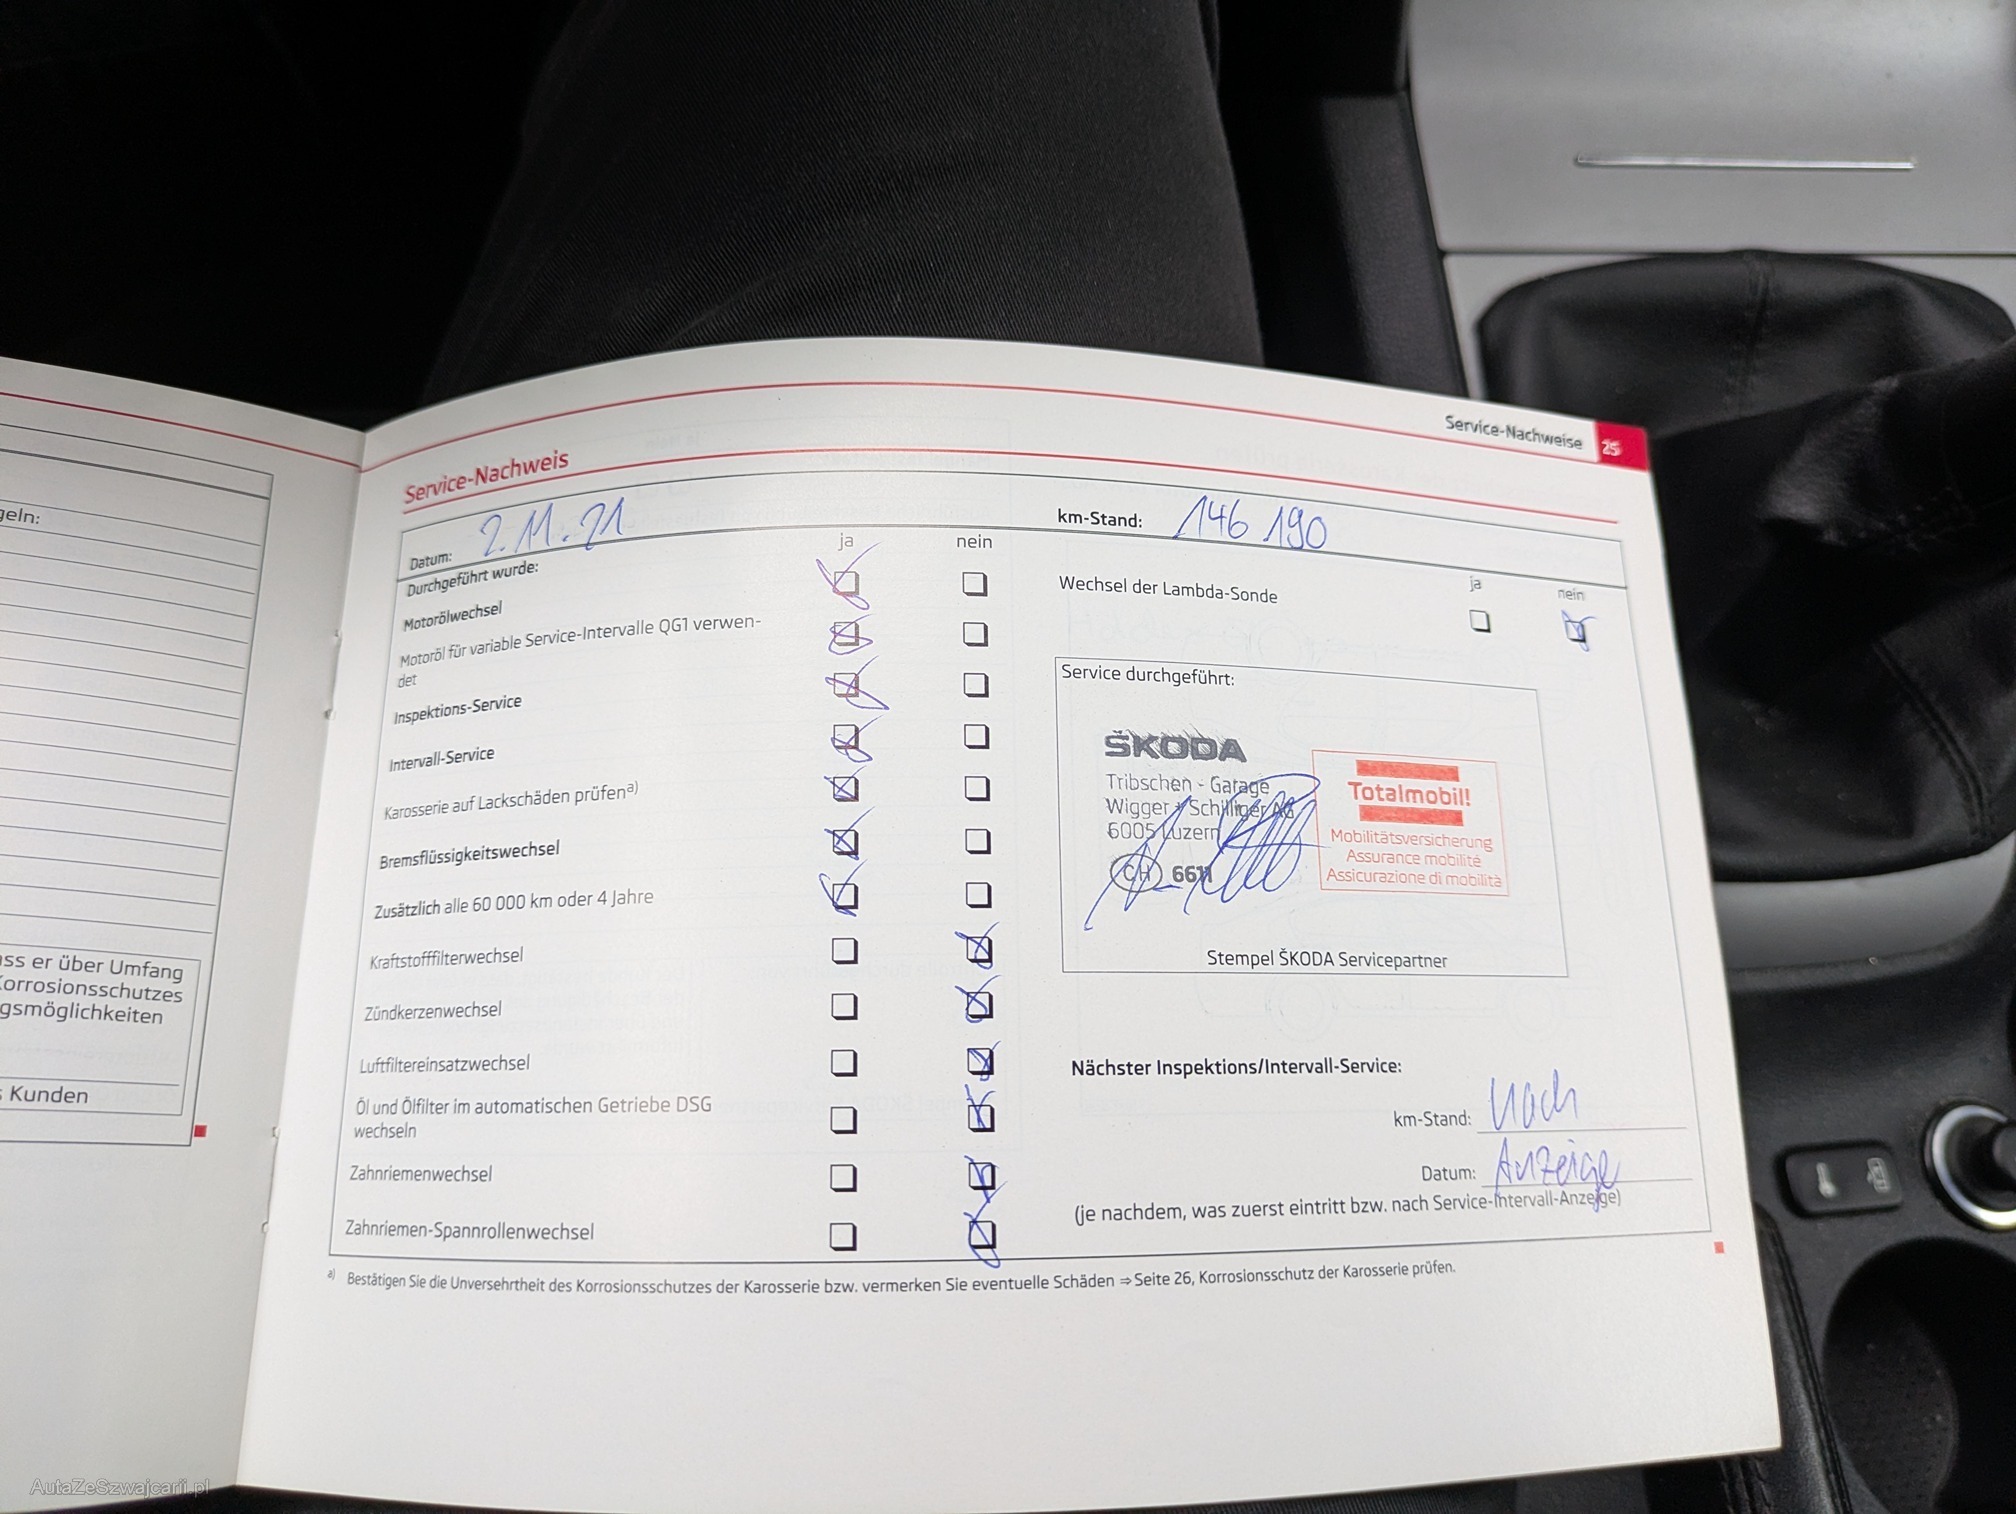 geln:
ass er über Umfang
Korrosionsschutzes
gsmöglichkeiten
s Kunden
Service-Nachweise 25
Service-Nachweis
Datum: 2.11.21
km-Stand: 146 190
Durchgeführt wurde: ja nein
Motorölwechsel
Motoröl für variable Service-Intervalle QG1 verwen-
det
Inspektions-Service
Intervall-Service
Karosserie auf Lackschäden prüfen a)
Bremsflüssigkeitswechsel
Zusätzlich alle 60 000 km oder 4 Jahre
Kraftstofffilterwechsel
Zündkerzenwechsel
Luftfiltereinsatzwechsel
Öl und Ölfilter im automatischen Getriebe DSG
wechseln
Zahnriemenwechsel
Zahnriemen-Spannrollenwechsel
ja nein
Wechsel der Lambda-Sonde
Service durchgeführt:
ŠKODA
Tribschen - Garage
Wigger + Schilliger AG
6005 Luzern
CH 6611
Totalmobil!
Mobilitätsversicherung
Assurance mobilité
Assicurazione di mobilità
Stempel ŠKODA Servicepartner
Nächster Inspektions/Intervall-Service:
km-Stand: Nach
Datum: Anzeige
(je nachdem, was zuerst eintritt bzw. nach Service-Intervall-Anzeige)
a) Bestätigen Sie die Unversehrtheit des Korrosionsschutzes der Karosserie bzw. vermerken Sie eventuelle Schäden ⇒ Seite 26, Korrosionsschutz der Karosserie prüfen.
AutaZeSzwajcarii.pl